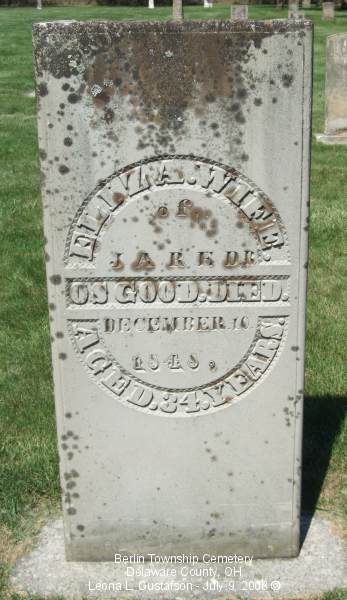 ELIZA. WIFE.
of
JARED R.
OSGOOD. DIED.
DECEMBER. 10
1848,
AGED. 34. YEARS.
Berlin Township Cemetery
Delaware County, OH
Leona L. Gustafson - July 9, 2008 ©